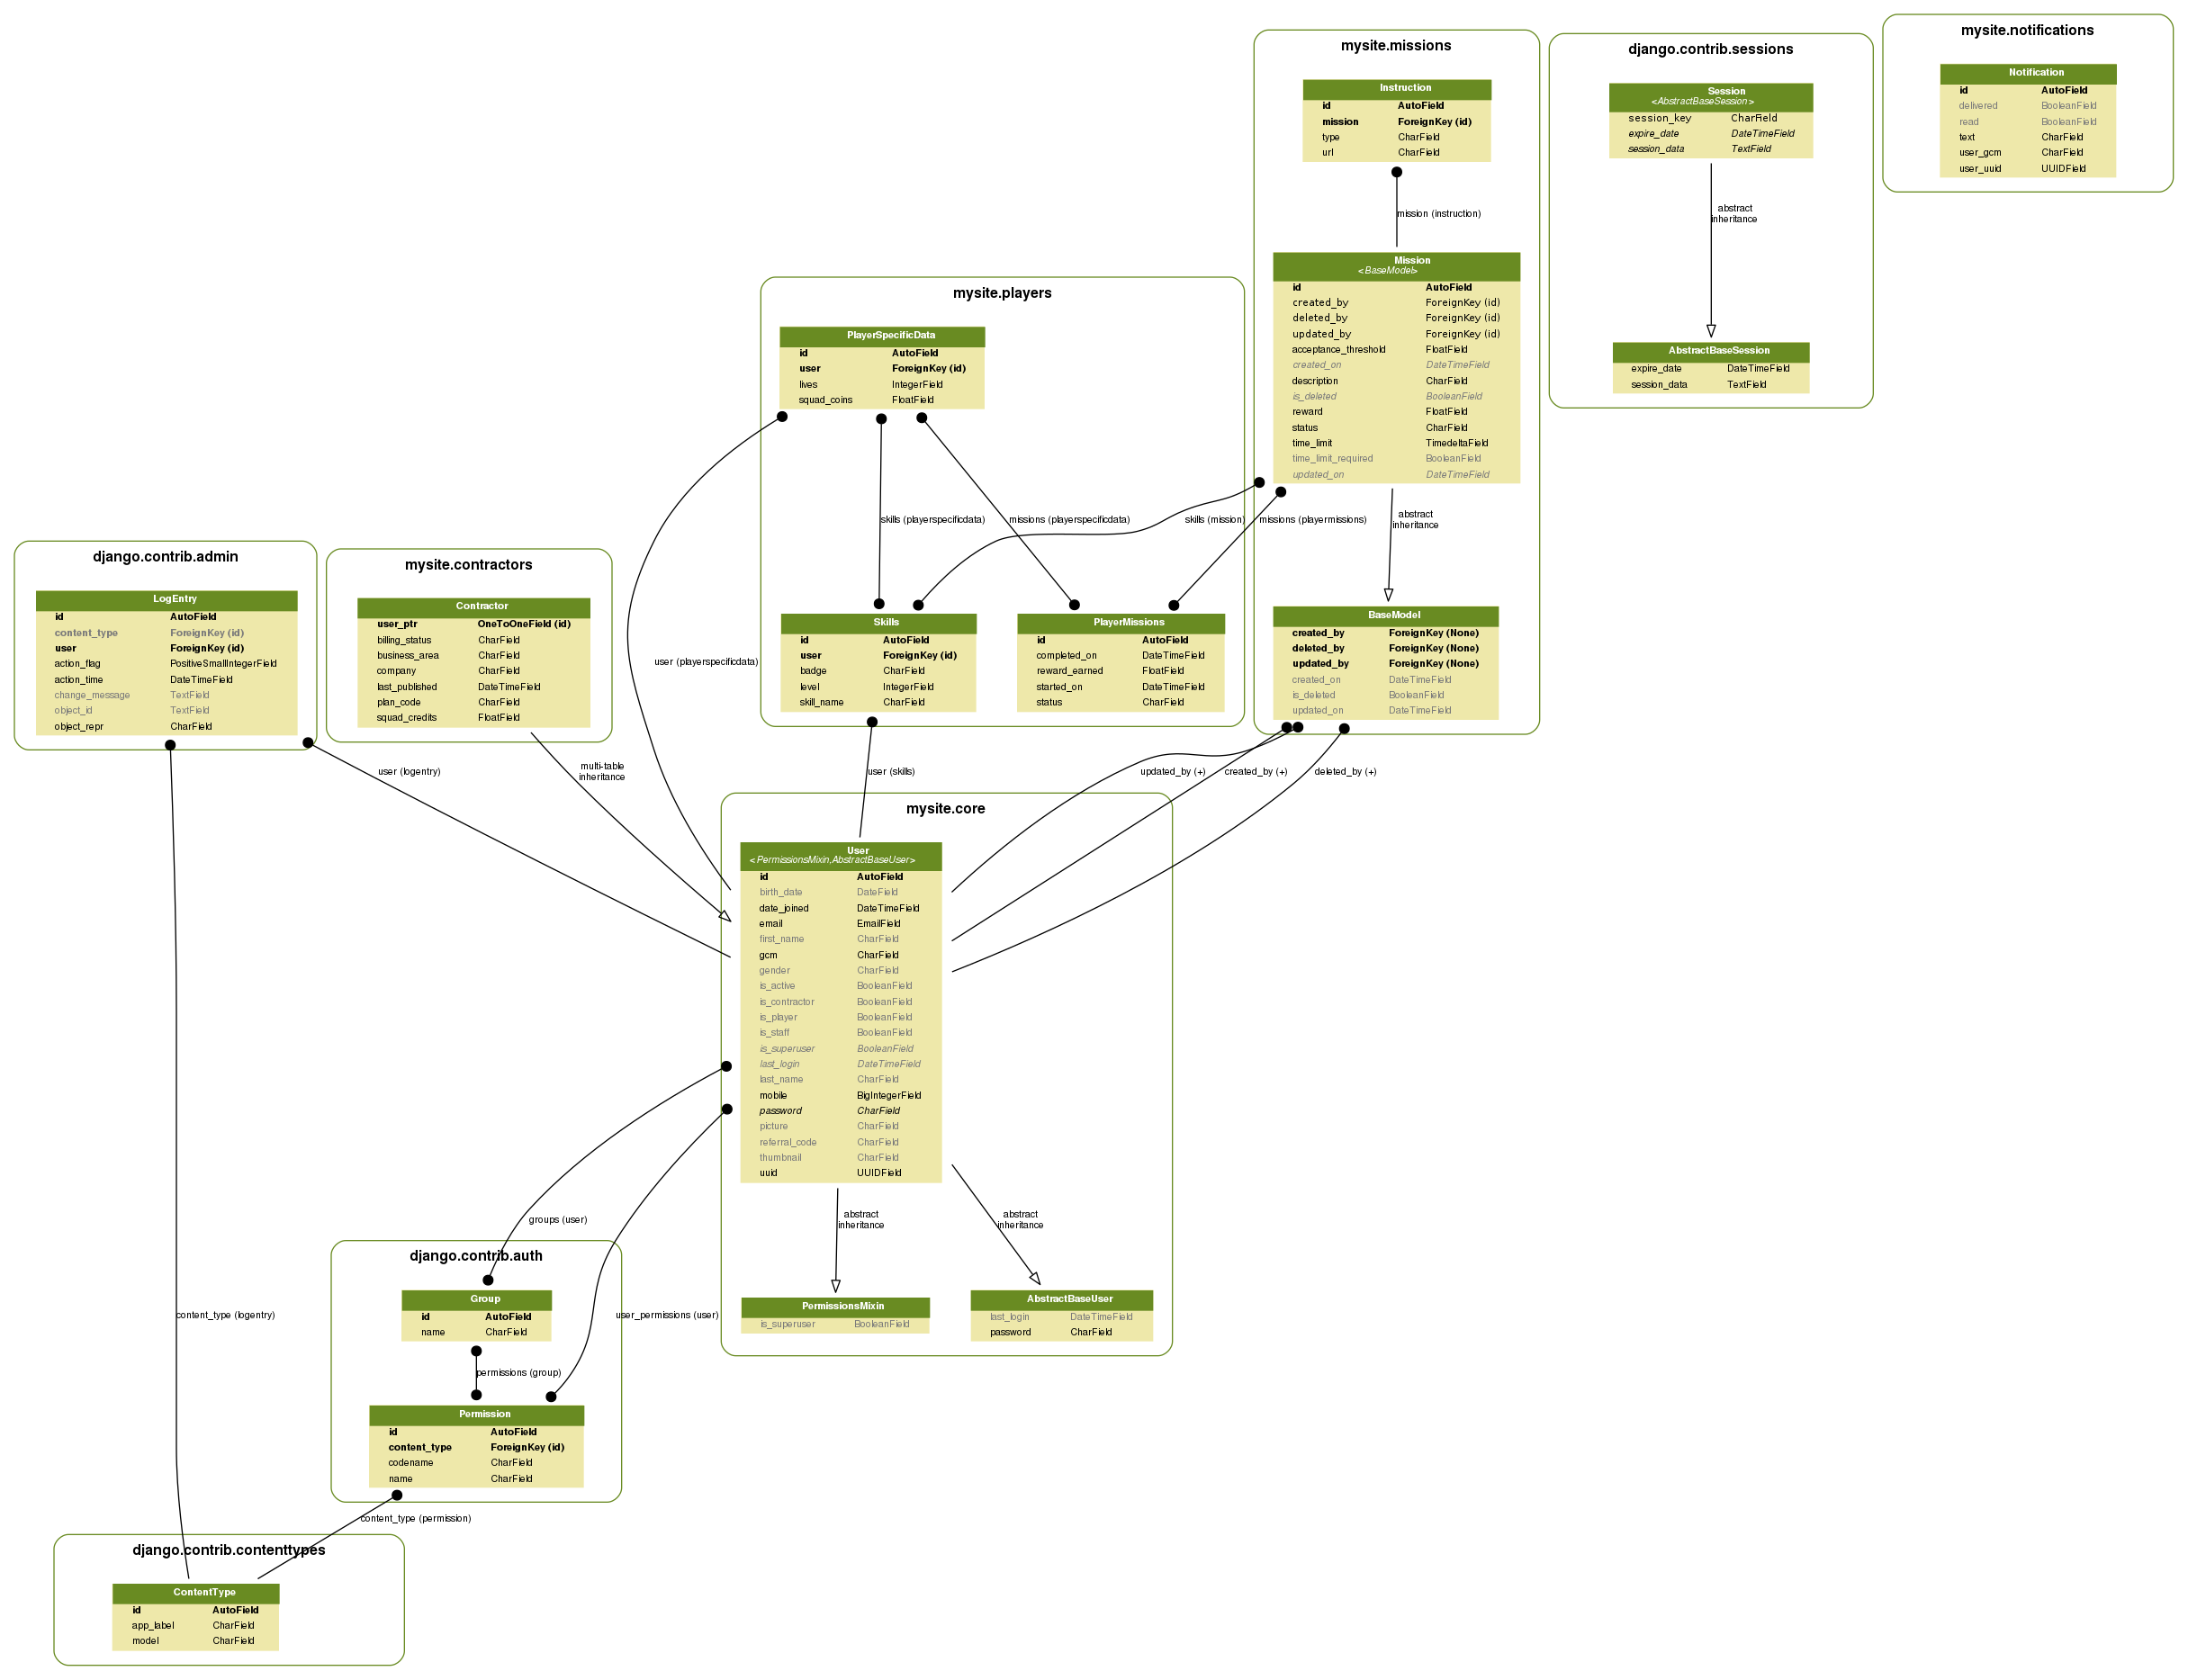 mysite.notifications
Notification
id AutoField
delivered BooleanField
read BooleanField
text CharField
user_gcm CharField
user_uuid UUIDField
django.contrib.sessions
Session
<AbstractBaseSession>
session_key CharField
expire_date DateTimeField
session_data TextField
abstract
inheritance
AbstractBaseSession
expire_date DateTimeField
session_data TextField
mysite.missions
Instruction
id AutoField
mission ForeignKey (id)
type CharField
url CharField
mission (instruction)
Mission
<BaseModel>
id AutoField
created_by ForeignKey (id)
deleted_by ForeignKey (id)
updated_by ForeignKey (id)
acceptance_threshold FloatField
created_on DateTimeField
description CharField
is_deleted BooleanField
reward FloatField
status CharField
time_limit TimedeltaField
time_limit_required BooleanField
updated_on DateTimeField
abstract
inheritance
BaseModel
created_by ForeignKey (None)
deleted_by ForeignKey (None)
updated_by ForeignKey (None)
created_on DateTimeField
is_deleted BooleanField
updated_on DateTimeField
mysite.players
PlayerSpecificData
id AutoField
user ForeignKey (id)
lives IntegerField
squad_coins FloatField
skills (playerspecificdata)
missions (playerspecificdata)
skills (mission)
missions (playermissions)
Skills
id AutoField
user ForeignKey (id)
badge CharField
level IntegerField
skill_name CharField
PlayerMissions
id AutoField
completed_on DateTimeField
reward_earned FloatField
started_on DateTimeField
status CharField
user (playerspecificdata)
django.contrib.admin
LogEntry
id AutoField
content_type ForeignKey (id)
user ForeignKey (id)
action_flag PositiveSmallIntegerField
action_time DateTimeField
change_message TextField
object_id TextField
object_repr CharField
mysite.contractors
Contractor
user_ptr OneToOneField (id)
billing_status CharField
business_area CharField
company CharField
last_published DateTimeField
plan_code CharField
squad_credits FloatField
user (logentry)
multi-table
inheritance
user (skills)
updated_by (+)
created_by (+)
deleted_by (+)
mysite.core
User
<PermissionsMixin,AbstractBaseUser>
id AutoField
birth_date DateField
date_joined DateTimeField
email EmailField
first_name CharField
gcm CharField
gender CharField
is_active BooleanField
is_contractor BooleanField
is_player BooleanField
is_staff BooleanField
is_superuser BooleanField
last_login DateTimeField
last_name CharField
mobile BigIntegerField
password CharField
picture CharField
referral_code CharField
thumbnail CharField
uuid UUIDField
abstract
inheritance
abstract
inheritance
PermissionsMixin
is_superuser BooleanField
AbstractBaseUser
last_login DateTimeField
password CharField
groups (user)
user_permissions (user)
django.contrib.auth
Group
id AutoField
name CharField
permissions (group)
Permission
id AutoField
content_type ForeignKey (id)
codename CharField
name CharField
content_type (logentry)
content_type (permission)
django.contrib.contenttypes
ContentType
id AutoField
app_label CharField
model CharField